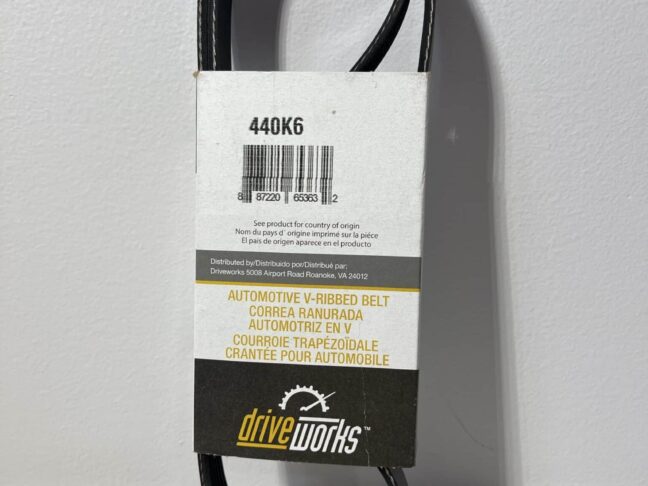 440K6
8 87220 65363 2
See product for country of origin
Nom du pays d' origine imprimé sur la pièce
El pais de origen aparece en el producto
Distributed by/Distribuido por/Distribué par:
Driveworks 5008 Airport Road Roanoke, VA 24012
AUTOMOTIVE V-RIBBED BELT
CORREA RANURADA
AUTOMOTRIZ EN V
COURROIE TRAPÉZOÏDALE
CRANTÉE POUR AUTOMOBILE
driveworks™